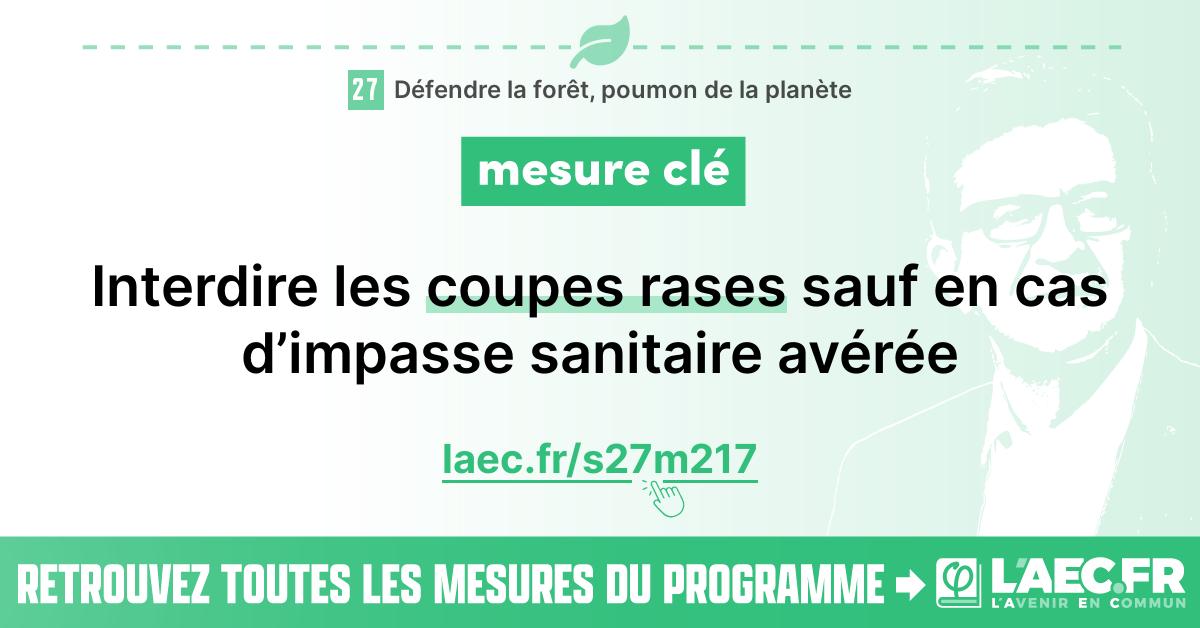 27 Défendre la forêt, poumon de la planète
mesure clé
Interdire les coupes rases sauf en cas
d’impasse sanitaire avérée
laec.fr/s27m217
RETROUVEZ TOUTES LES MESURES DU PROGRAMME φ L'AEC.FR
L'AVENIR EN COMMUN